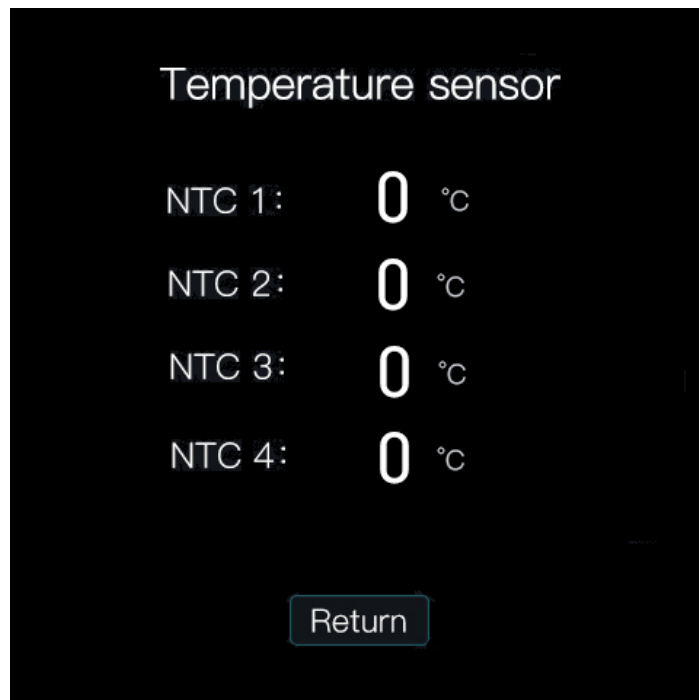 Temperature sensor
NTC 1: 0 °C
NTC 2: 0 °C
NTC 3: 0 °C
NTC 4: 0 °C
Return